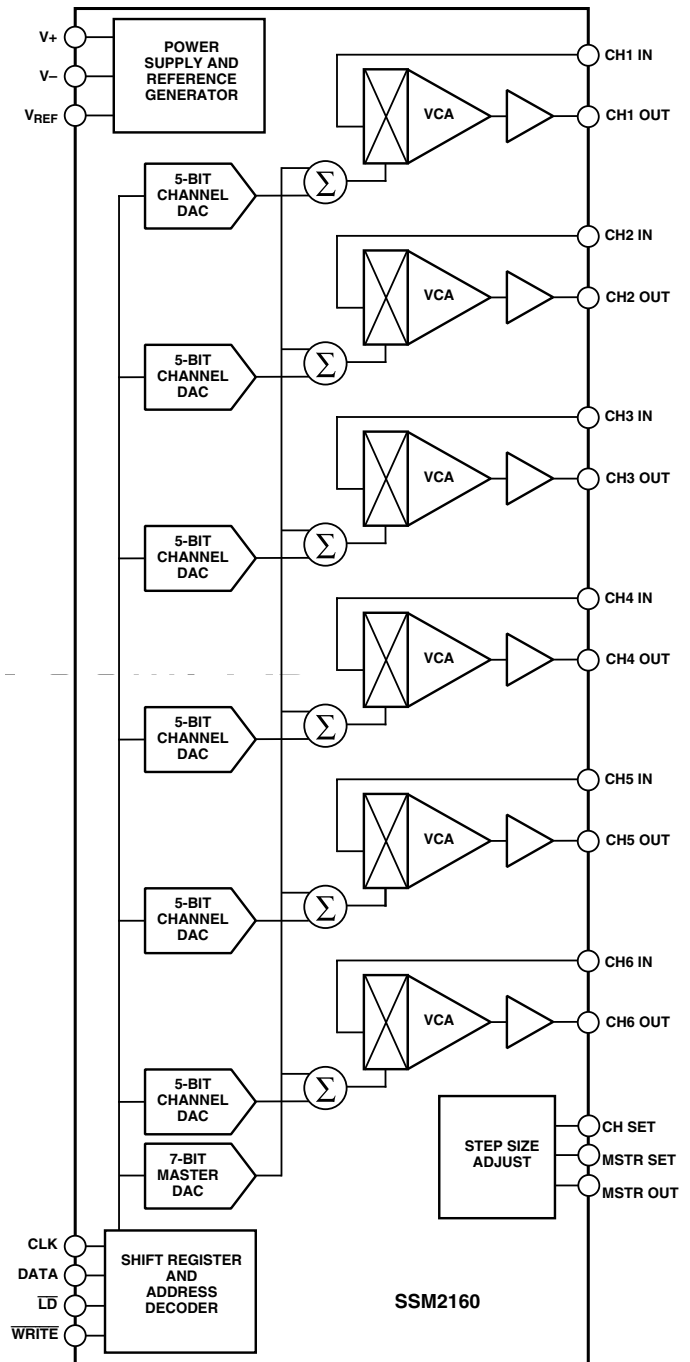 V+
V–
VREF
POWER
SUPPLY AND
REFERENCE
GENERATOR
CH1 IN
VCA
CH1 OUT
5-BIT
CHANNEL
DAC
Σ
CH2 IN
VCA
CH2 OUT
5-BIT
CHANNEL
DAC
Σ
CH3 IN
VCA
CH3 OUT
5-BIT
CHANNEL
DAC
Σ
CH4 IN
VCA
CH4 OUT
5-BIT
CHANNEL
DAC
Σ
CH5 IN
VCA
CH5 OUT
5-BIT
CHANNEL
DAC
Σ
CH6 IN
VCA
CH6 OUT
5-BIT
CHANNEL
DAC
Σ
7-BIT
MASTER
DAC
STEP SIZE
ADJUST
CH SET
MSTR SET
MSTR OUT
CLK
DATA
LD
WRITE
SHIFT REGISTER
AND
ADDRESS
DECODER
SSM2160